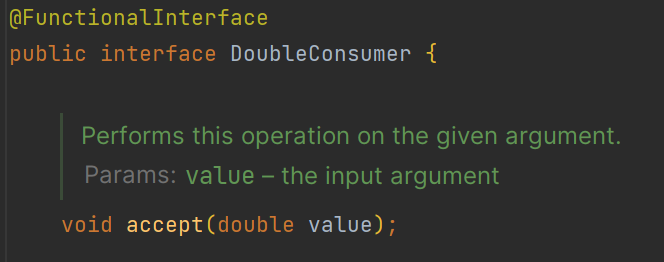 @FunctionalInterface
public interface DoubleConsumer {
Performs this operation on the given argument.
Params: value – the input argument
void accept(double value);